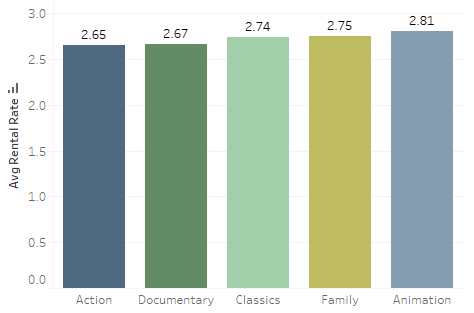 3.0
2.5
2.0
1.5
1.0
0.5
0.0
Avg Rental Rate
2.65
2.67
2.74
2.75
2.81
Action
Documentary
Classics
Family
Animation